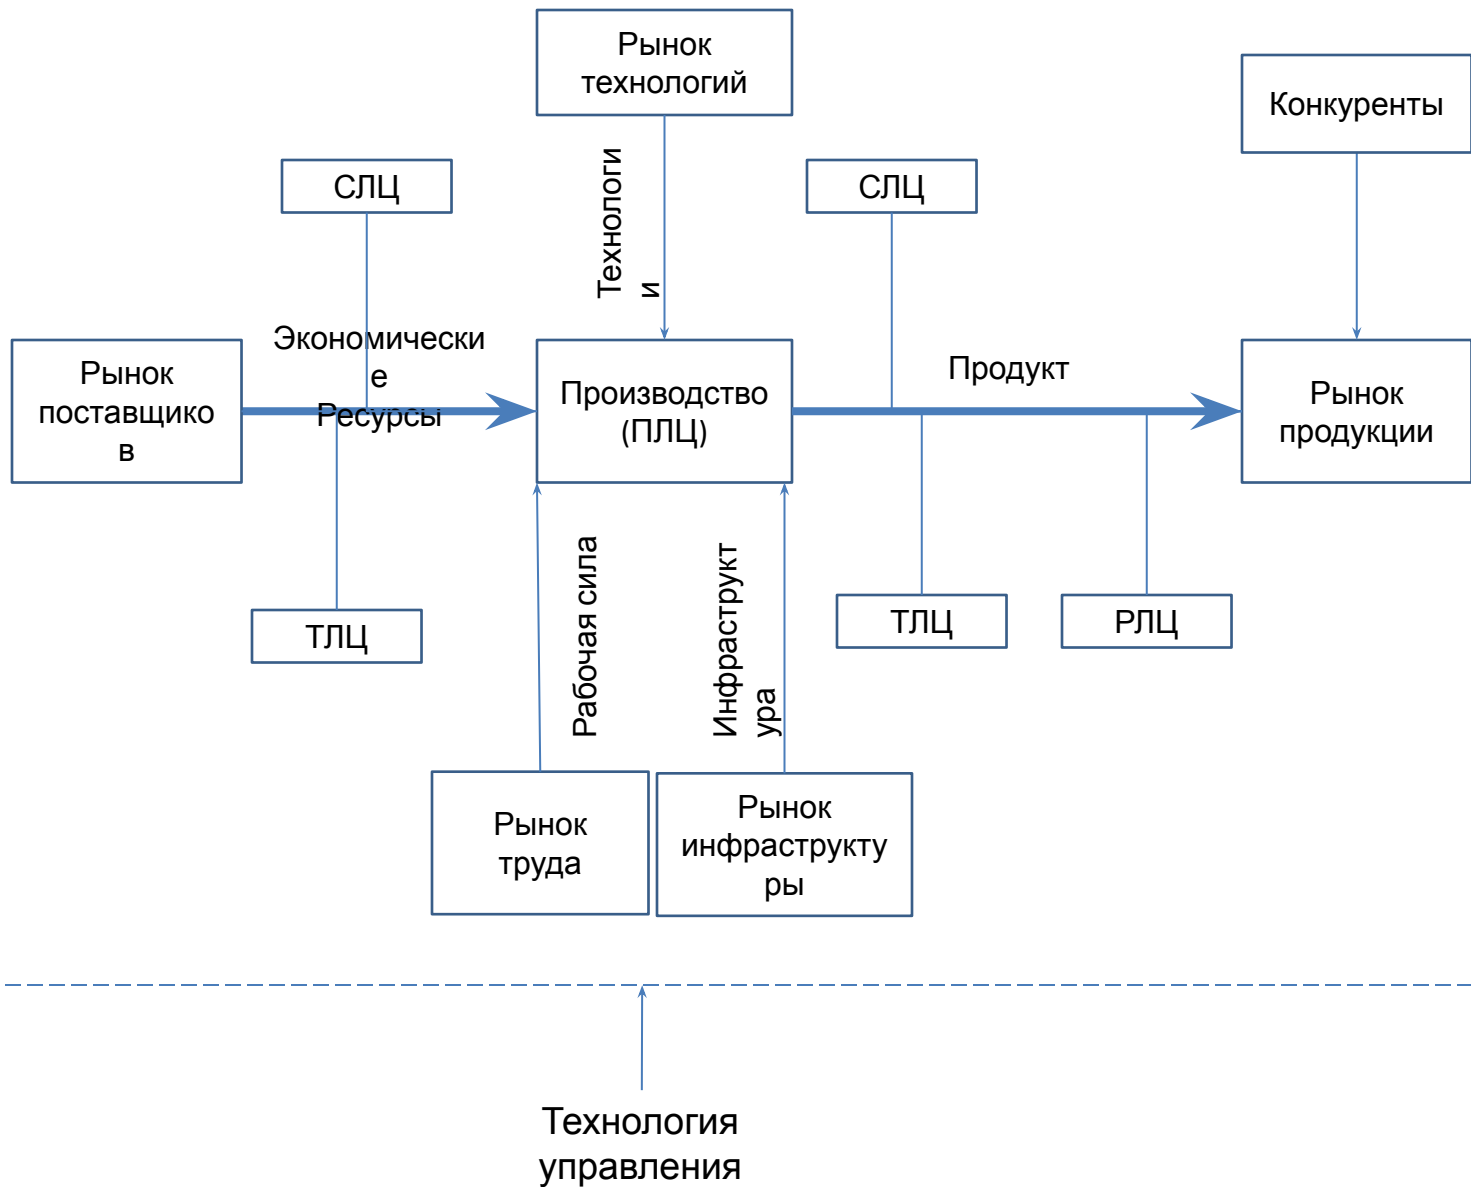 Рынок
технологий
Конкуренты
СЛЦ
СЛЦ
Технологи
и
Экономически
е
Ресурсы
Рынок
поставщико
в
Производство
(ПЛЦ)
Продукт
Рынок
продукции
ТЛЦ
Рабочая сила
Инфраструкт
ура
ТЛЦ
РЛЦ
Рынок
труда
Рынок
инфраструкту
ры
Технология
управления